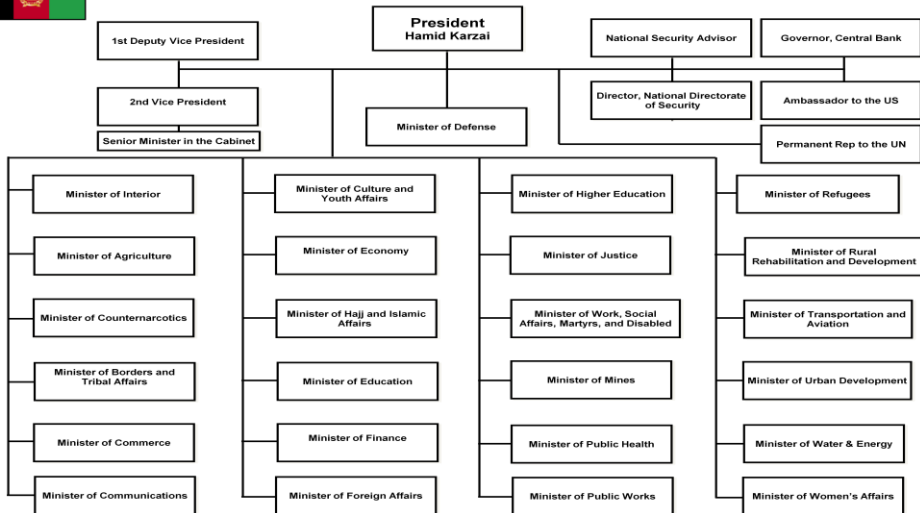 President
Hamid Karzai
1st Deputy Vice President
National Security Advisor
Governor, Central Bank
2nd Vice President
Director, National Directorate
of Security
Ambassador to the US
Minister of Defense
Senior Minister in the Cabinet
Permanent Rep to the UN
Minister of Interior
Minister of Culture and
Youth Affairs
Minister of Higher Education
Minister of Refugees
Minister of Agriculture
Minister of Economy
Minister of Justice
Minister of Rural
Rehabilitation and Development
Minister of Counternarcotics
Minister of Hajj and Islamic
Affairs
Minister of Work, Social
Affairs, Martyrs, and Disabled
Minister of Transportation and
Aviation
Minister of Borders and
Tribal Affairs
Minister of Education
Minister of Mines
Minister of Urban Development
Minister of Commerce
Minister of Finance
Minister of Public Health
Minister of Water & Energy
Minister of Communications
Minister of Foreign Affairs
Minister of Public Works
Minister of Women's Affairs